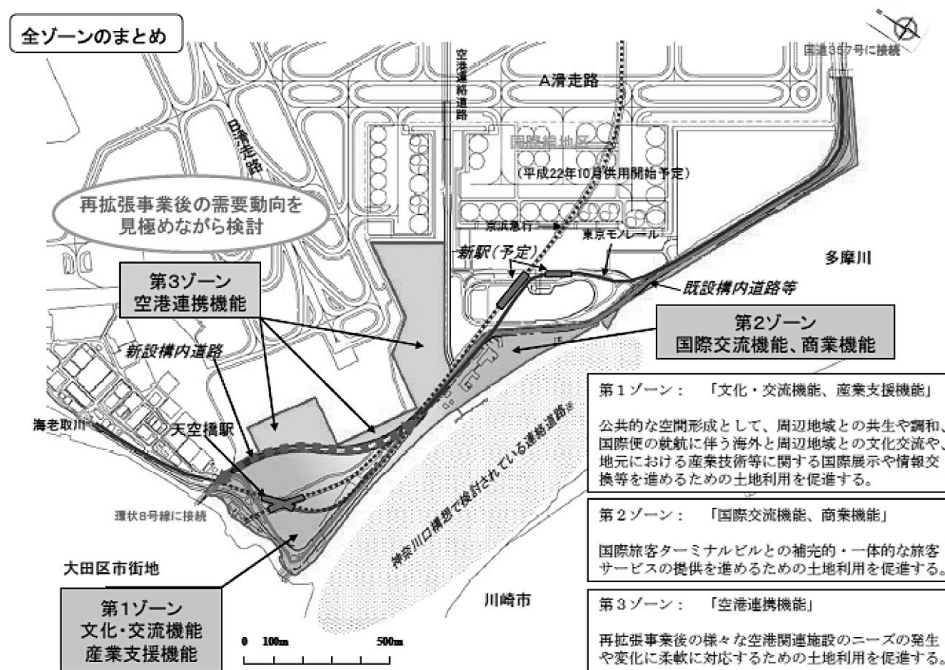 全ゾーンのまとめ
国道357号に接続
空港連絡道路
A滑走路
B滑走路
国際線地区
(平成22年10月供用開始予定)
再拡張事業後の需要動向を
見極めながら検討
京浜急行
東京モノレール
新駅(予定)
多摩川
既設構内道路等
第3ゾーン
空港連携機能
第2ゾーン
国際交流機能、商業機能
新設構内道路
海老取川
天空橋駅
環状8号線に接続
神奈川口構想で検討されている連絡道路※
大田区市街地
川崎市
第1ゾーン
文化・交流機能
産業支援機能
0 100m 500m
第1ゾーン: 「文化・交流機能、産業支援機能」
公共的な空間形成として、周辺地域との共生や調和、
国際便の就航に伴う海外と周辺地域との文化交流や、
地元における産業技術等に関する国際展示や情報交
換等を進めるための土地利用を促進する。
第2ゾーン: 「国際交流機能、商業機能」
国際旅客ターミナルビルとの補完的・一体的な旅客
サービスの提供を進めるための土地利用を促進する。
第3ゾーン: 「空港連携機能」
再拡張事業後の様々な空港関連施設のニーズの発生
や変化に柔軟に対応するための土地利用を促進する。